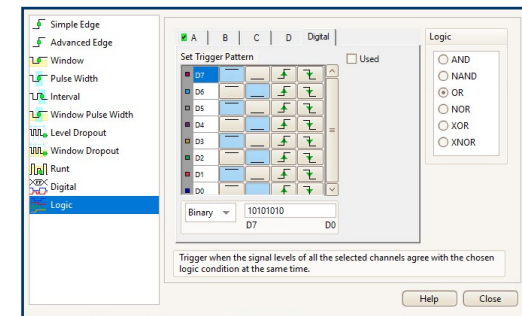 Simple Edge
Advanced Edge
Window
Pulse Width
Interval
Window Pulse Width
Level Dropout
Window Dropout
Runt
Digital
Logic
A B C D Digital
Set Trigger Pattern
Used
D7
D6
D5
D4
D3
D2
D1
D0
Binary 10101010
D7 D0
Logic
AND
NAND
OR
NOR
XOR
XNOR
Trigger when the signal levels of all the selected channels agree with the chosen
logic condition at the same time.
Help Close